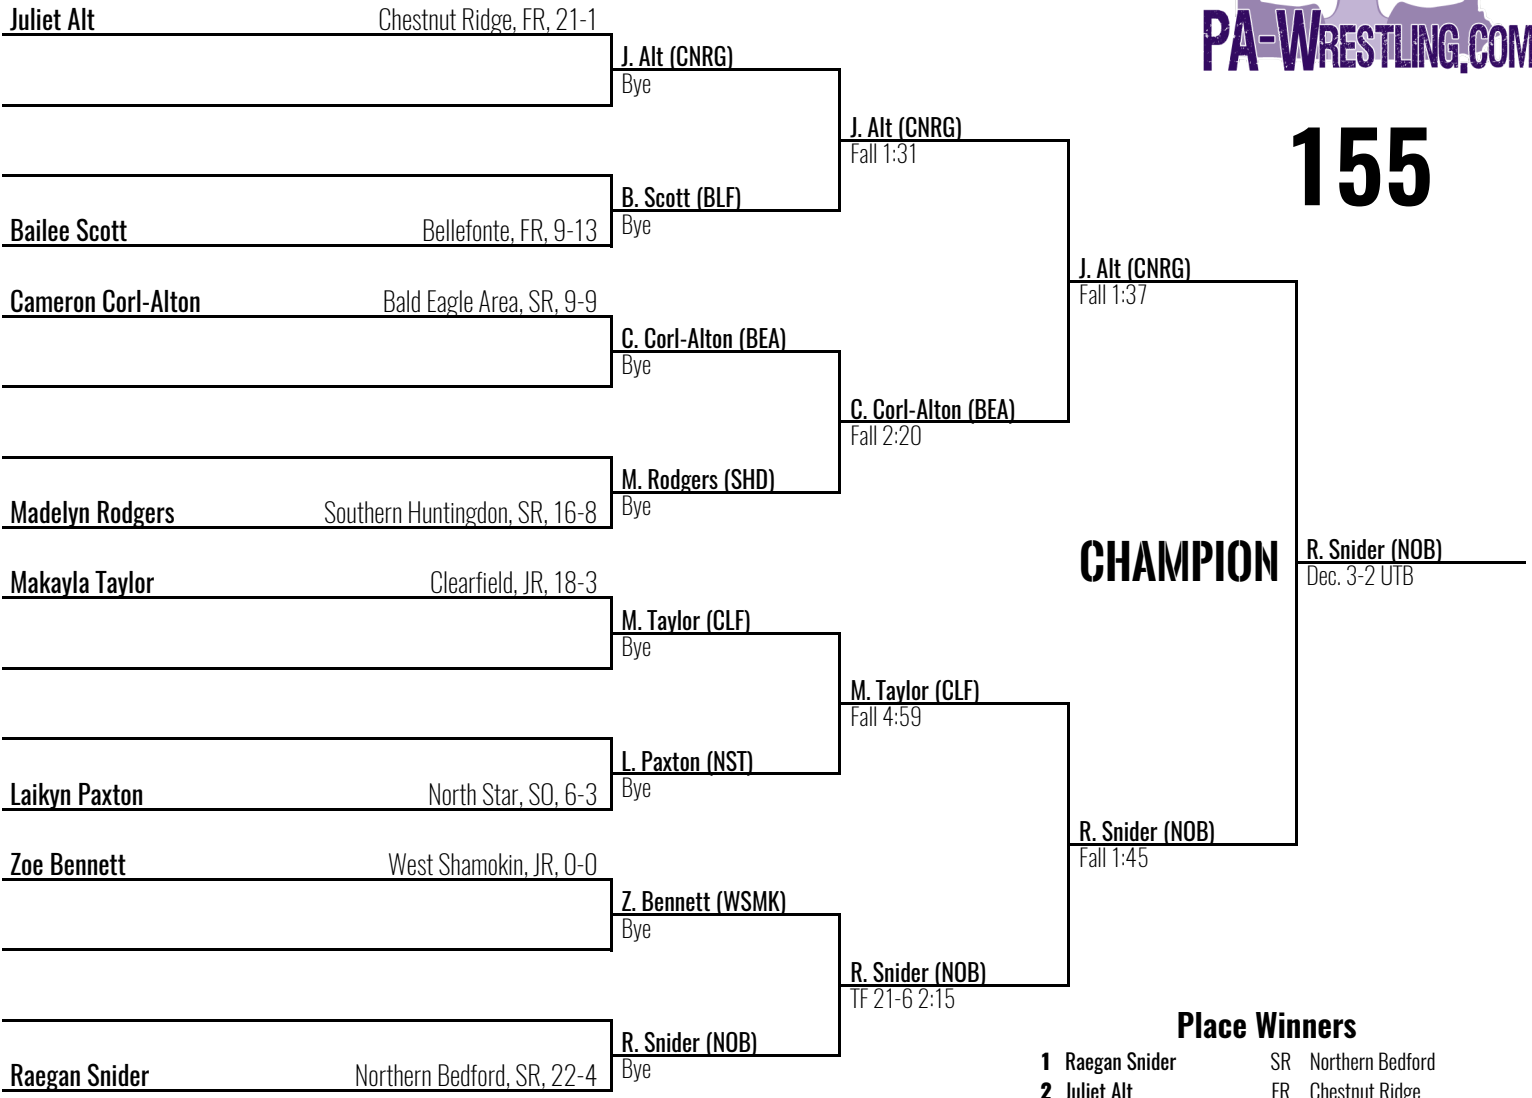 Juliet Alt Chestnut Ridge, FR, 21-1
PA-WRESTLING.COM
J. Alt (CNRG)
Bye
155
J. Alt (CNRG)
Fall 1:31
B. Scott (BLF)
Bye
Bailee Scott Bellefonte, FR, 9-13
J. Alt (CNRG)
Fall 1:37
Cameron Corl-Alton Bald Eagle Area, SR, 9-9
C. Corl-Alton (BEA)
Bye
C. Corl-Alton (BEA)
Fall 2:20
M. Rodgers (SHD)
Bye
Madelyn Rodgers Southern Huntingdon, SR, 16-8
CHAMPION
R. Snider (NOB)
Dec. 3-2 UTB
Makayla Taylor Clearfield, JR, 18-3
M. Taylor (CLF)
Bye
M. Taylor (CLF)
Fall 4:59
L. Paxton (NST)
Bye
Laikyn Paxton North Star, SO, 6-3
R. Snider (NOB)
Fall 1:45
Zoe Bennett West Shamokin, JR, 0-0
Z. Bennett (WSMK)
Bye
R. Snider (NOB)
TF 21-6 2:15
R. Snider (NOB)
Bye
Raegan Snider Northern Bedford, SR, 22-4
Place Winners
1 Raegan Snider SR Northern Bedford
2 Juliet Alt FR Chestnut Ridge